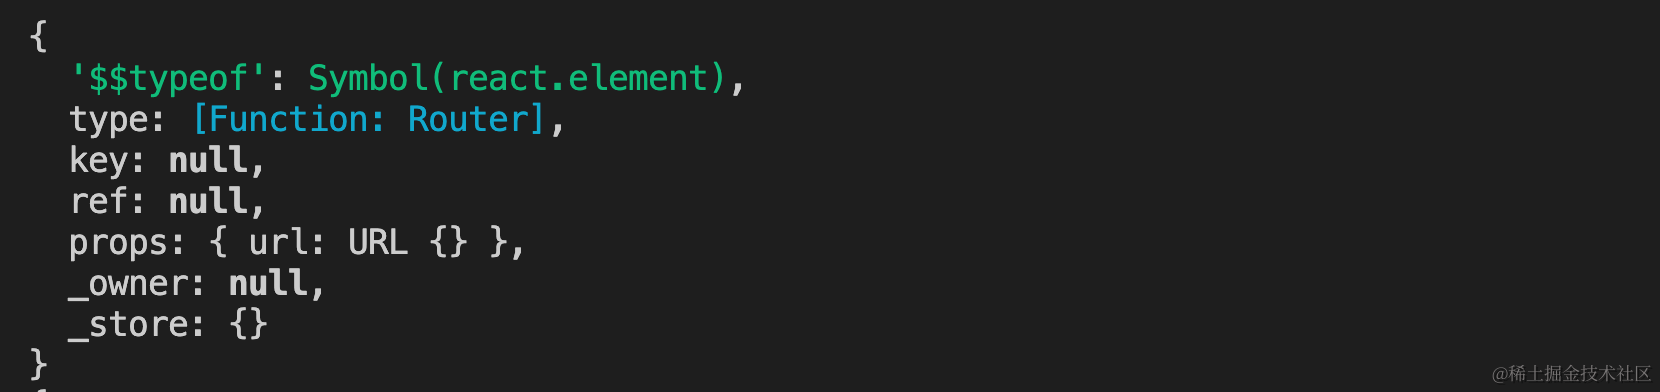 {
'$$typeof': Symbol(react.element),
type: [Function: Router],
key: null,
ref: null,
props: { url: URL {} },
_owner: null,
_store: {}
}
@稀土掘金技术社区